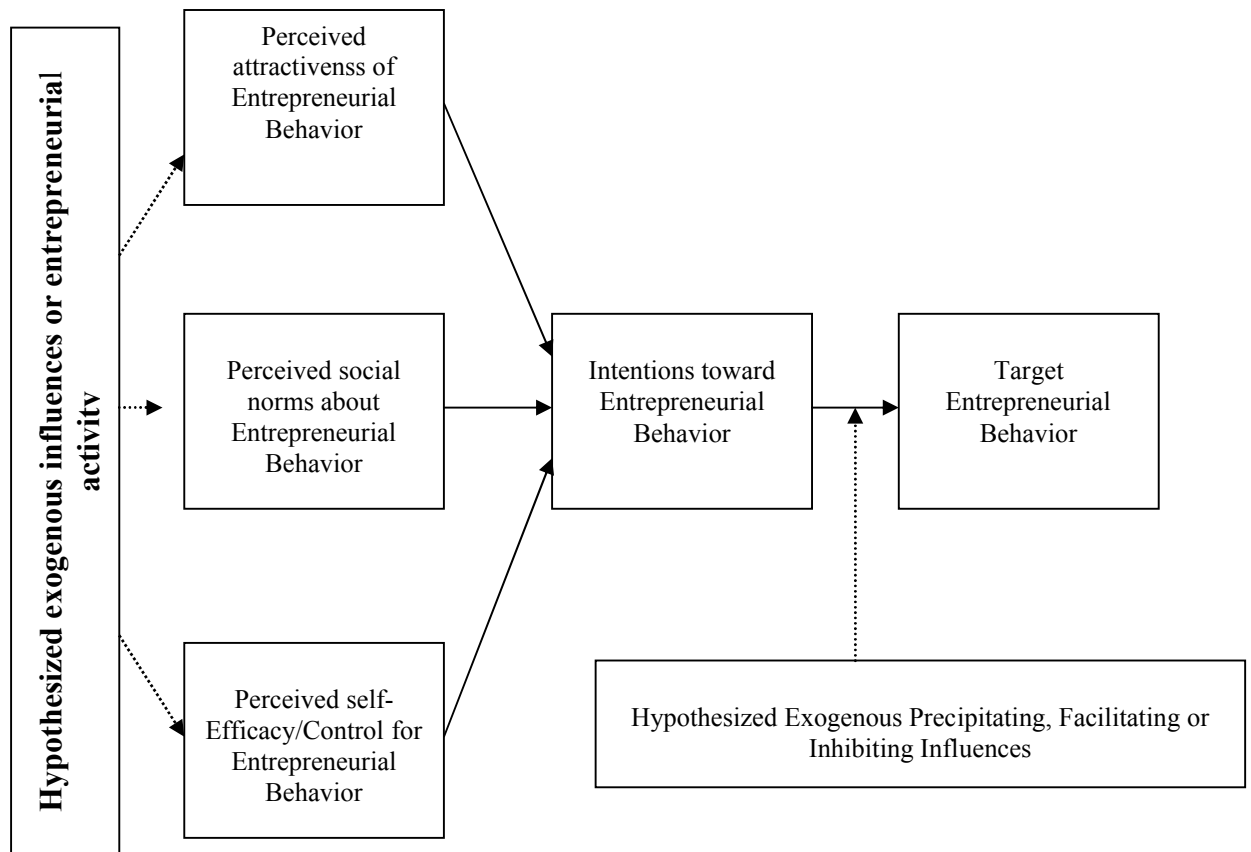 Hypothesized exogenous influences or entrepreneurial
activity
Perceived
attractivenss of
Entrepreneurial
Behavior
Perceived social
norms about
Entrepreneurial
Behavior
Perceived self-
Efficacy/Control for
Entrepreneurial
Behavior
Intentions toward
Entrepreneurial
Behavior
Target
Entrepreneurial
Behavior
Hypothesized Exogenous Precipitating, Facilitating or
Inhibiting Influences